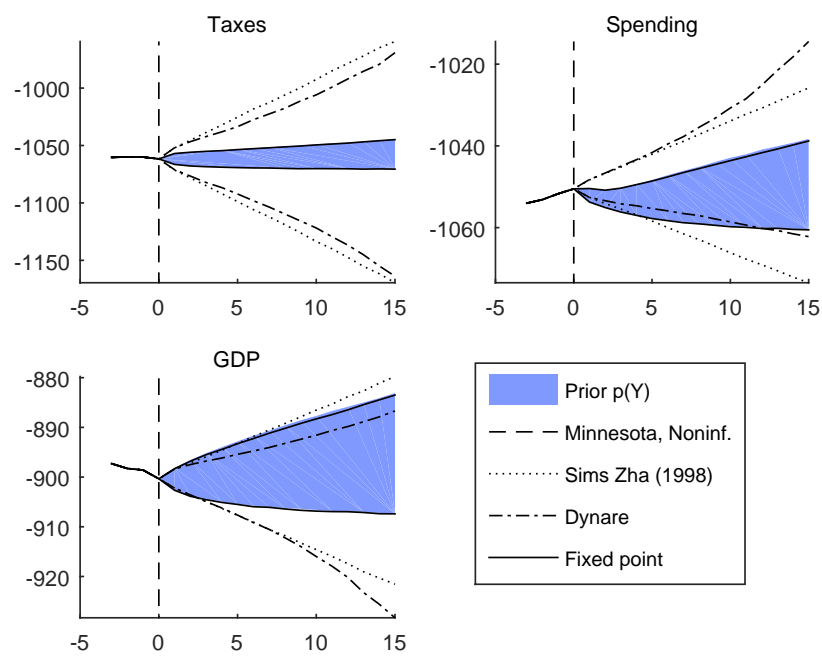 Taxes
-1000
-1050
-1100
-1150
-5 0 5 10 15
Spending
-1020
-1040
-1060
-5 0 5 10 15
GDP
-880
-890
-900
-910
-920
-5 0 5 10 15
Prior p(Y)
Minnesota, Noninf.
Sims Zha (1998)
Dynare
Fixed point